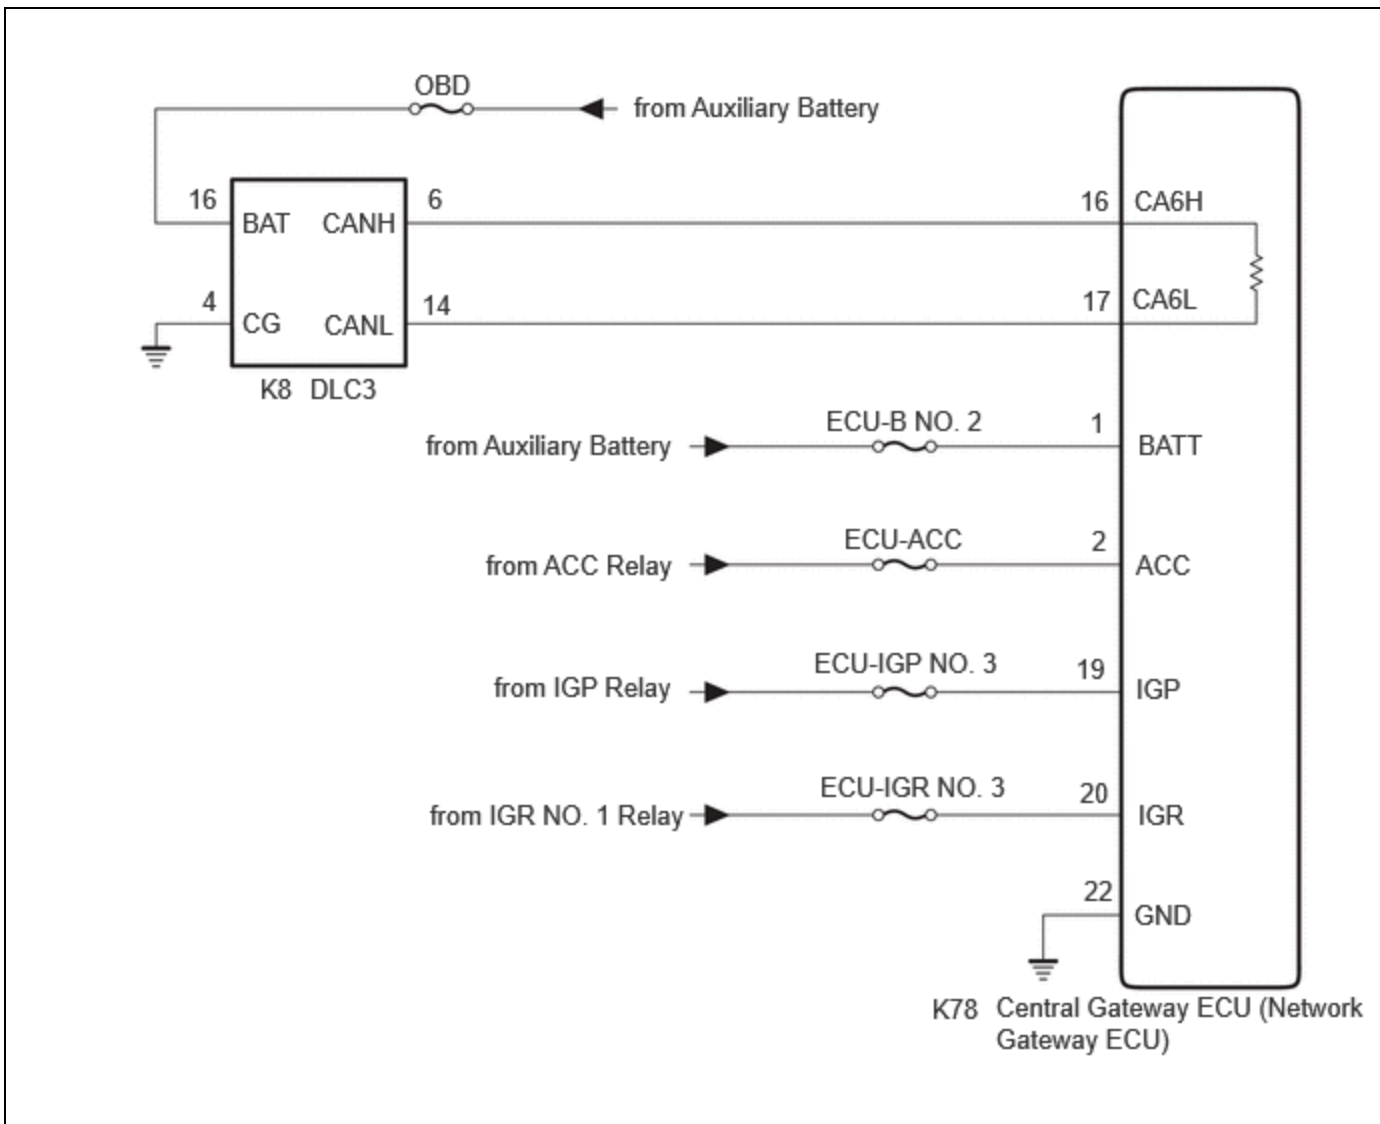 OBD
from Auxiliary Battery
16 BAT CANH 6
16 CA6H
4 CG CANL 14
17 CA6L
K8 DLC3
from Auxiliary Battery ECU-B NO. 2 1 BATT
from ACC Relay ECU-ACC 2 ACC
from IGP Relay ECU-IGP NO. 3 19 IGP
from IGR NO. 1 Relay ECU-IGR NO. 3 20 IGR
22 GND
K78 Central Gateway ECU (Network
Gateway ECU)